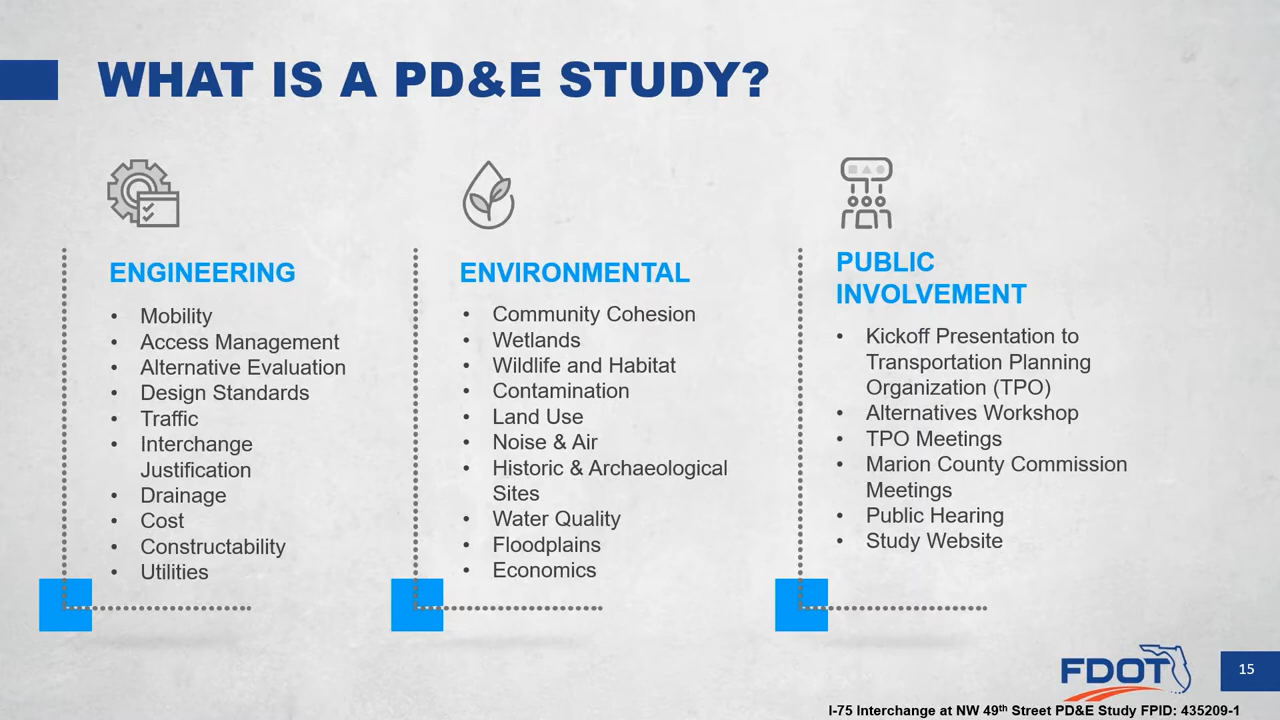 WHAT IS A PD&E STUDY?
ENGINEERING
• Mobility
• Access Management
• Alternative Evaluation
• Design Standards
• Traffic
• Interchange
Justification
• Drainage
• Cost
• Constructability
• Utilities
ENVIRONMENTAL
• Community Cohesion
• Wetlands
• Wildlife and Habitat
• Contamination
• Land Use
• Noise & Air
• Historic & Archaeological
Sites
• Water Quality
• Floodplains
• Economics
PUBLIC
INVOLVEMENT
• Kickoff Presentation to
Transportation Planning
Organization (TPO)
• Alternatives Workshop
• TPO Meetings
• Marion County Commission
Meetings
• Public Hearing
• Study Website
FDOT
15
I-75 Interchange at NW 49th Street PD&E Study FPID: 435209-1